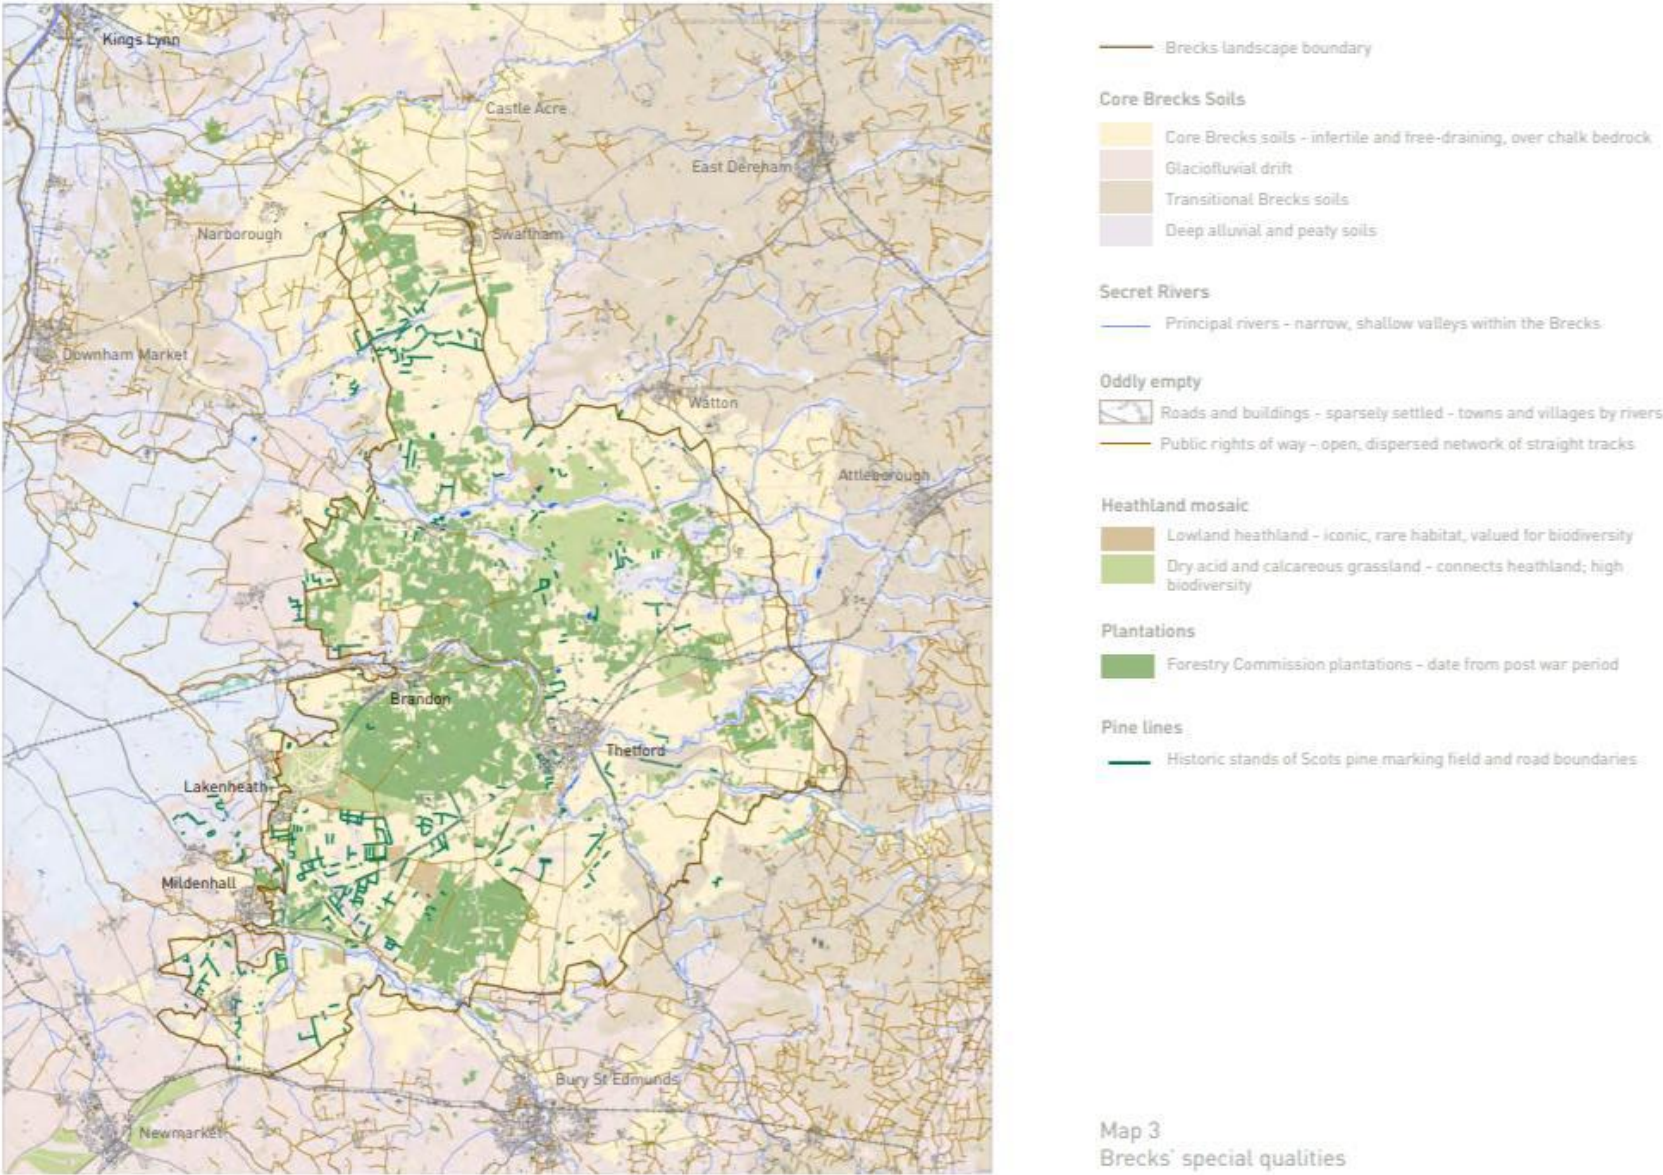 Kings Lynn
Castle Acre
East Dereham
Narborough
Swaffham
Downham Market
Watton
Attleborough
Brandon
Thetford
Lakenheath
Mildenhall
Bury St Edmunds
Newmarket
Brecks landscape boundary
Core Brecks Soils
Core Brecks soils - infertile and free-draining, over chalk bedrock
Glaciofluvial drift
Transitional Brecks soils
Deep alluvial and peaty soils
Secret Rivers
Principal rivers - narrow, shallow valleys within the Brecks
Oddly empty
Roads and buildings - sparsely settled - towns and villages by rivers
Public rights of way - open, dispersed network of straight tracks
Heathland mosaic
Lowland heathland - iconic, rare habitat, valued for biodiversity
Dry acid and calcareous grassland - connects heathland; high
biodiversity
Plantations
Forestry Commission plantations - date from post war period
Pine lines
Historic stands of Scots pine marking field and road boundaries
Map 3
Brecks' special qualities